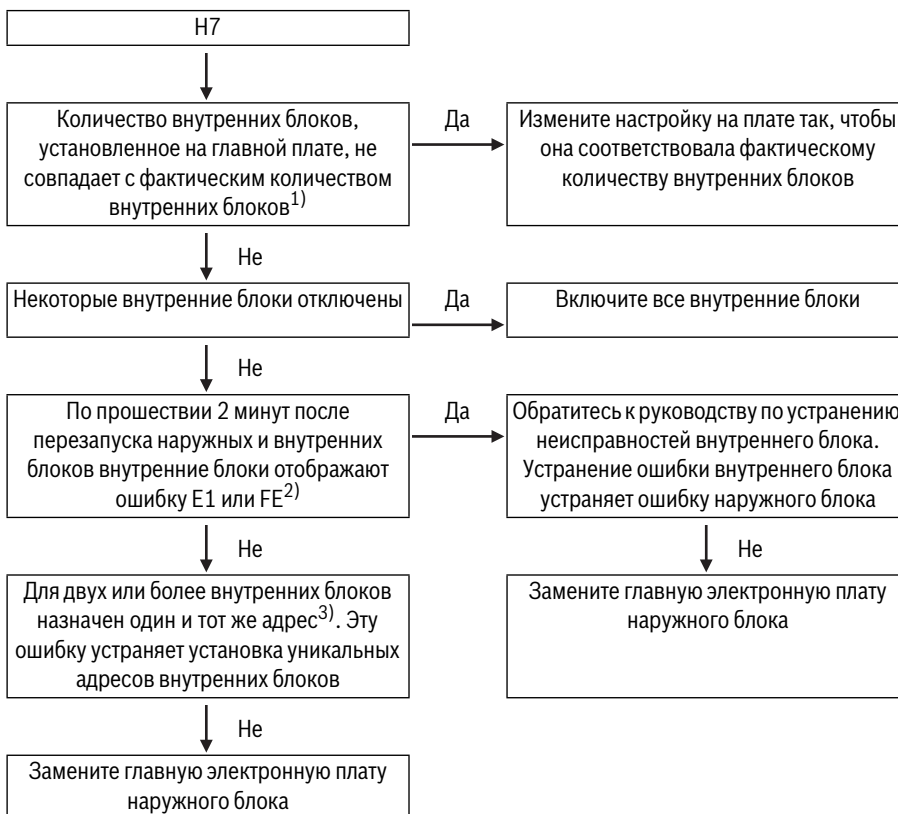 H7
Количество внутренних блоков,
установленное на главной плате, не
совпадает с фактическим количеством
внутренних блоков1)
Да
Измените настройку на плате так, чтобы
она соответствовала фактическому
количеству внутренних блоков
Не
Некоторые внутренние блоки отключены
Да
Включите все внутренние блоки
Не
По прошествии 2 минут после
перезапуска наружных и внутренних
блоков внутренние блоки отображают
ошибку E1 или FE2)
Да
Обратитесь к руководству по устранению
неисправностей внутреннего блока.
Устранение ошибки внутреннего блока
устраняет ошибку наружного блока
Не
Не
Для двух или более внутренних блоков
назначен один и тот же адрес3). Эту
ошибку устраняет установка уникальных
адресов внутренних блоков
Замените главную электронную плату
наружного блока
Не
Замените главную электронную плату
наружного блока